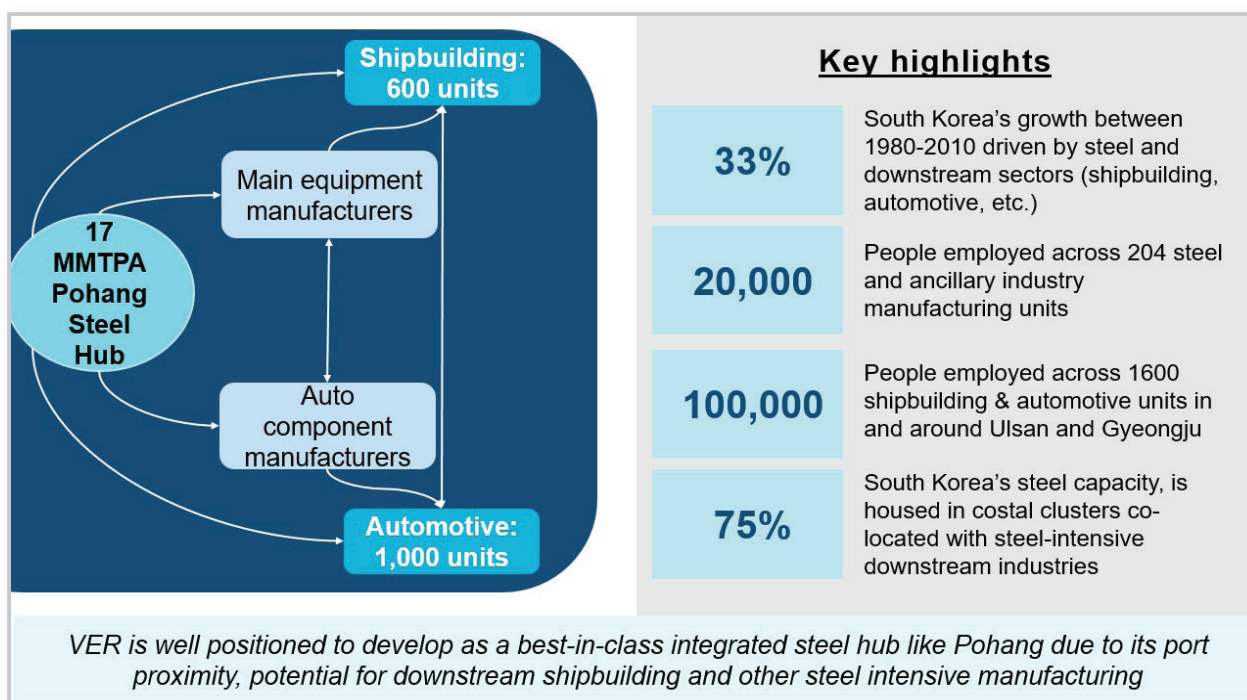 Shipbuilding:
600 units
Main equipment
manufacturers
17
MMTPA
Pohang
Steel
Hub
Auto
component
manufacturers
Automotive:
1,000 units
Key highlights
33%
South Korea’s growth between
1980-2010 driven by steel and
downstream sectors (shipbuilding,
automotive, etc.)
20,000
People employed across 204 steel
and ancillary industry
manufacturing units
100,000
People employed across 1600
shipbuilding & automotive units in
and around Ulsan and Gyeongju
75%
South Korea’s steel capacity, is
housed in costal clusters co-
located with steel-intensive
downstream industries
VER is well positioned to develop as a best-in-class integrated steel hub like Pohang due to its port
proximity, potential for downstream shipbuilding and other steel intensive manufacturing